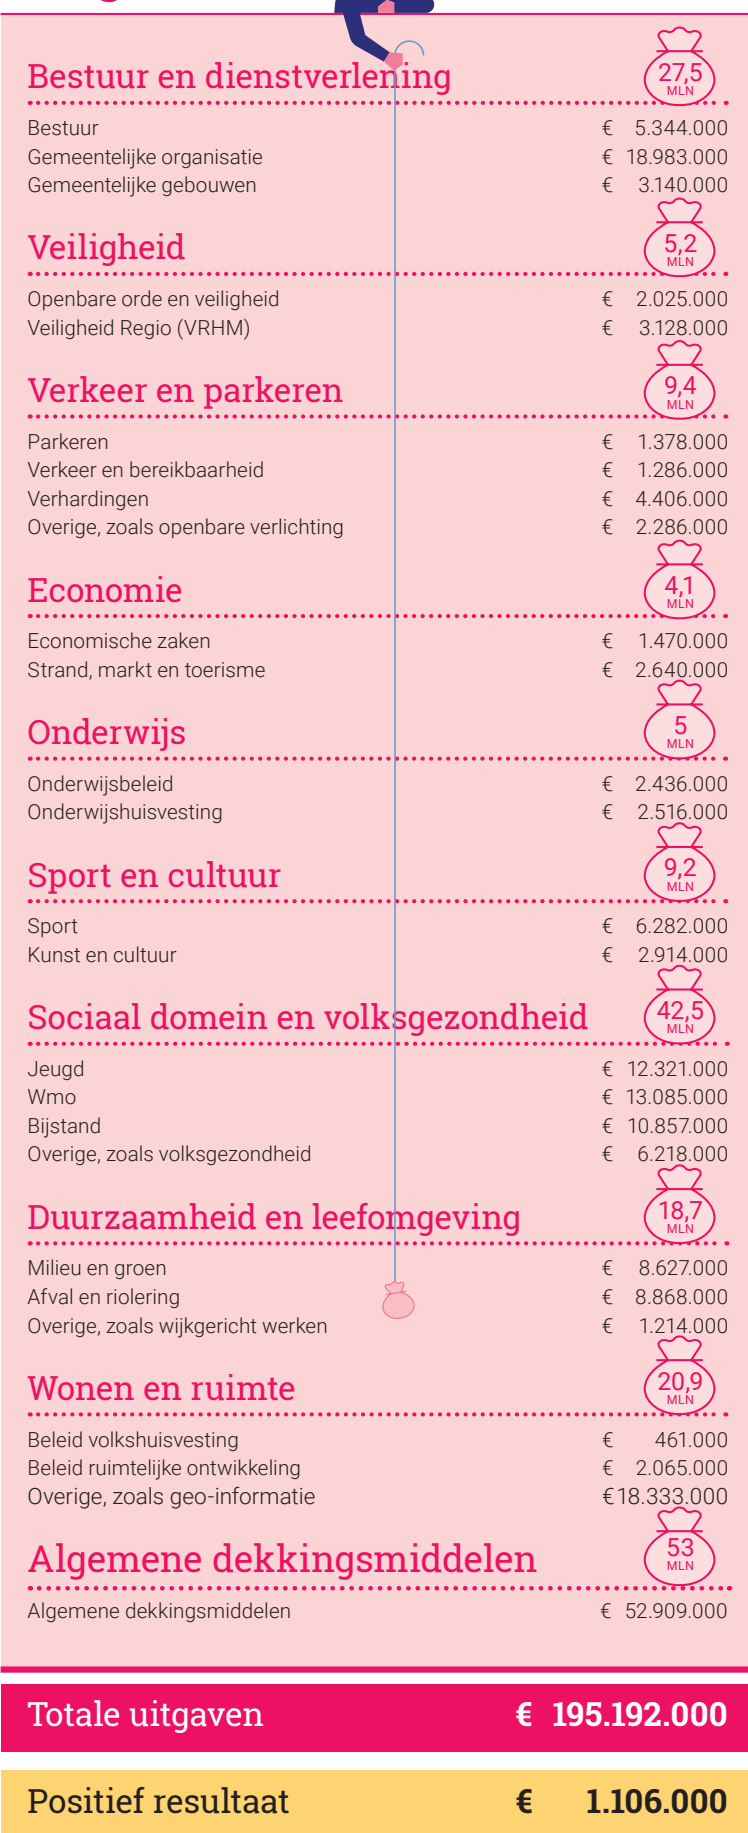 Bestuur en dienstverlening 27,5 MLN
Bestuur € 5.344.000
Gemeentelijke organisatie € 18.983.000
Gemeentelijke gebouwen € 3.140.000
Veiligheid 5,2 MLN
Openbare orde en veiligheid € 2.025.000
Veiligheid Regio (VRHM) € 3.128.000
Verkeer en parkeren 9,4 MLN
Parkeren € 1.378.000
Verkeer en bereikbaarheid € 1.286.000
Verhardingen € 4.406.000
Overige, zoals openbare verlichting € 2.286.000
Economie 4,1 MLN
Economische zaken € 1.470.000
Strand, markt en toerisme € 2.640.000
Onderwijs 5 MLN
Onderwijsbeleid € 2.436.000
Onderwijshuisvesting € 2.516.000
Sport en cultuur 9,2 MLN
Sport € 6.282.000
Kunst en cultuur € 2.914.000
Sociaal domein en volksgezondheid 42,5 MLN
Jeugd € 12.321.000
Wmo € 13.085.000
Bijstand € 10.857.000
Overige, zoals volksgezondheid € 6.218.000
Duurzaamheid en leefomgeving 18,7 MLN
Milieu en groen € 8.627.000
Afval en riolering € 8.868.000
Overige, zoals wijkgericht werken € 1.214.000
Wonen en ruimte 20,9 MLN
Beleid volkshuisvesting € 461.000
Beleid ruimtelijke ontwikkeling € 2.065.000
Overige, zoals geo-informatie €18.333.000
Algemene dekkingsmiddelen 53 MLN
Algemene dekkingsmiddelen € 52.909.000
Totale uitgaven € 195.192.000
Positief resultaat € 1.106.000